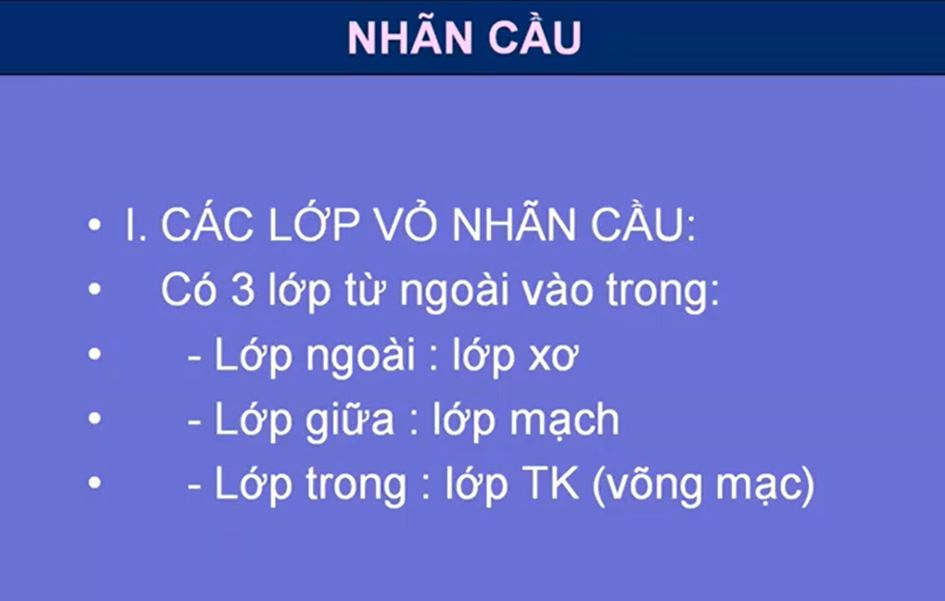 NHÃN CẦU
• I. CÁC LỚP VỎ NHÃN CẦU:
• Có 3 lớp từ ngoài vào trong:
• - Lớp ngoài : lớp xơ
• - Lớp giữa : lớp mạch
• - Lớp trong : lớp TK (võng mạc)